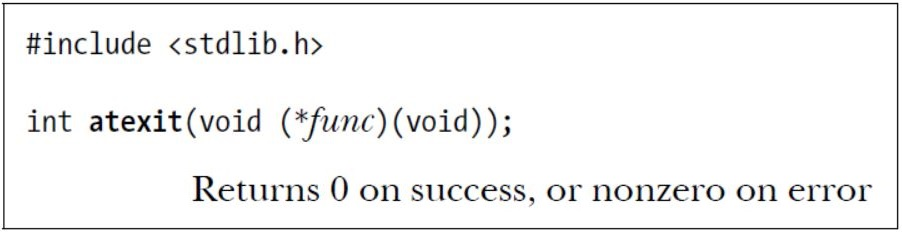 #include <stdlib.h>
int atexit(void (*func)(void));
Returns 0 on success, or nonzero on error